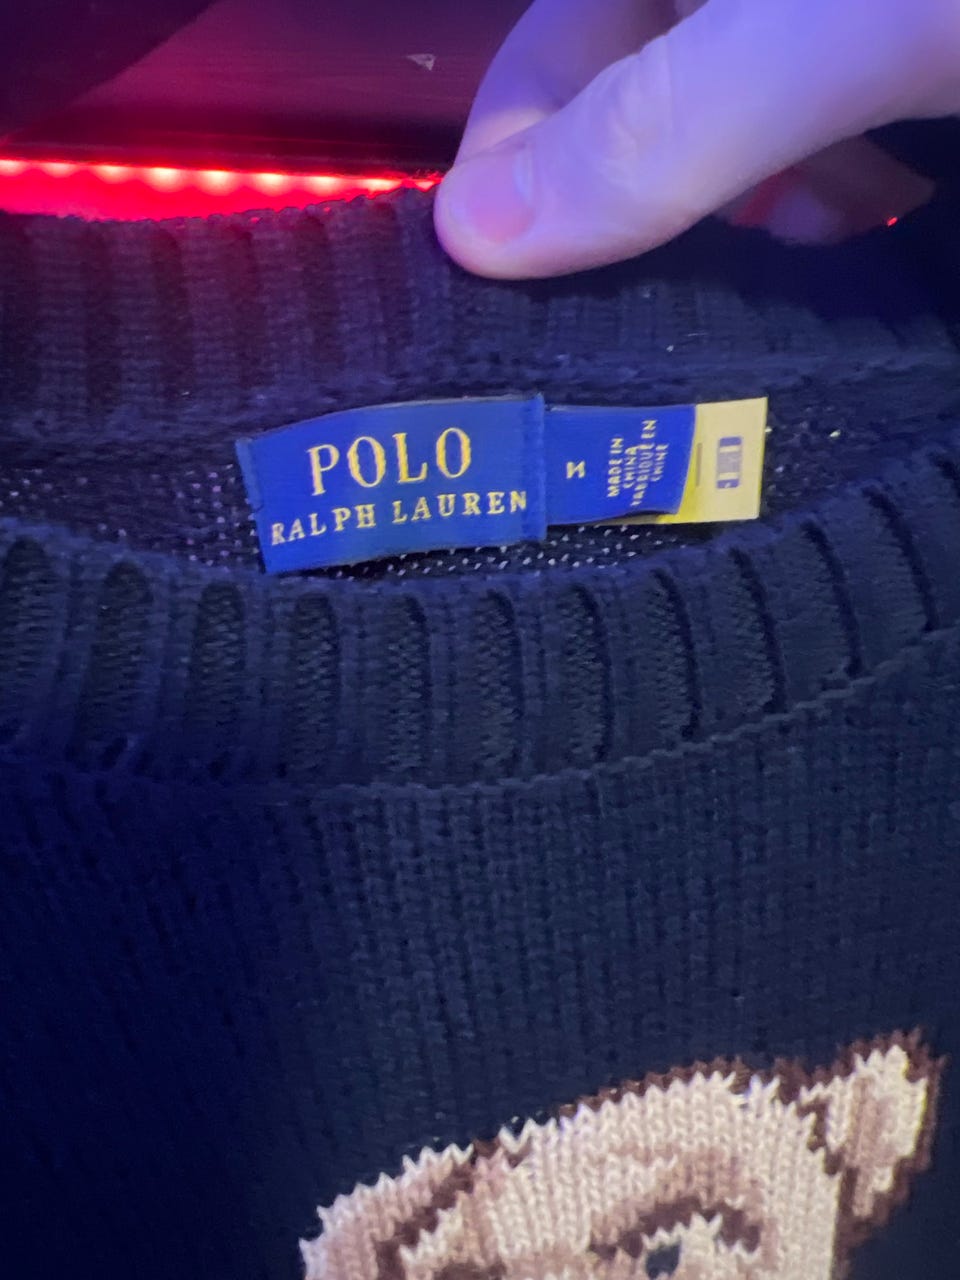 POLO
RALPH LAUREN
M
MADE IN
CHINA
FABRIQUÉ EN
CHINE